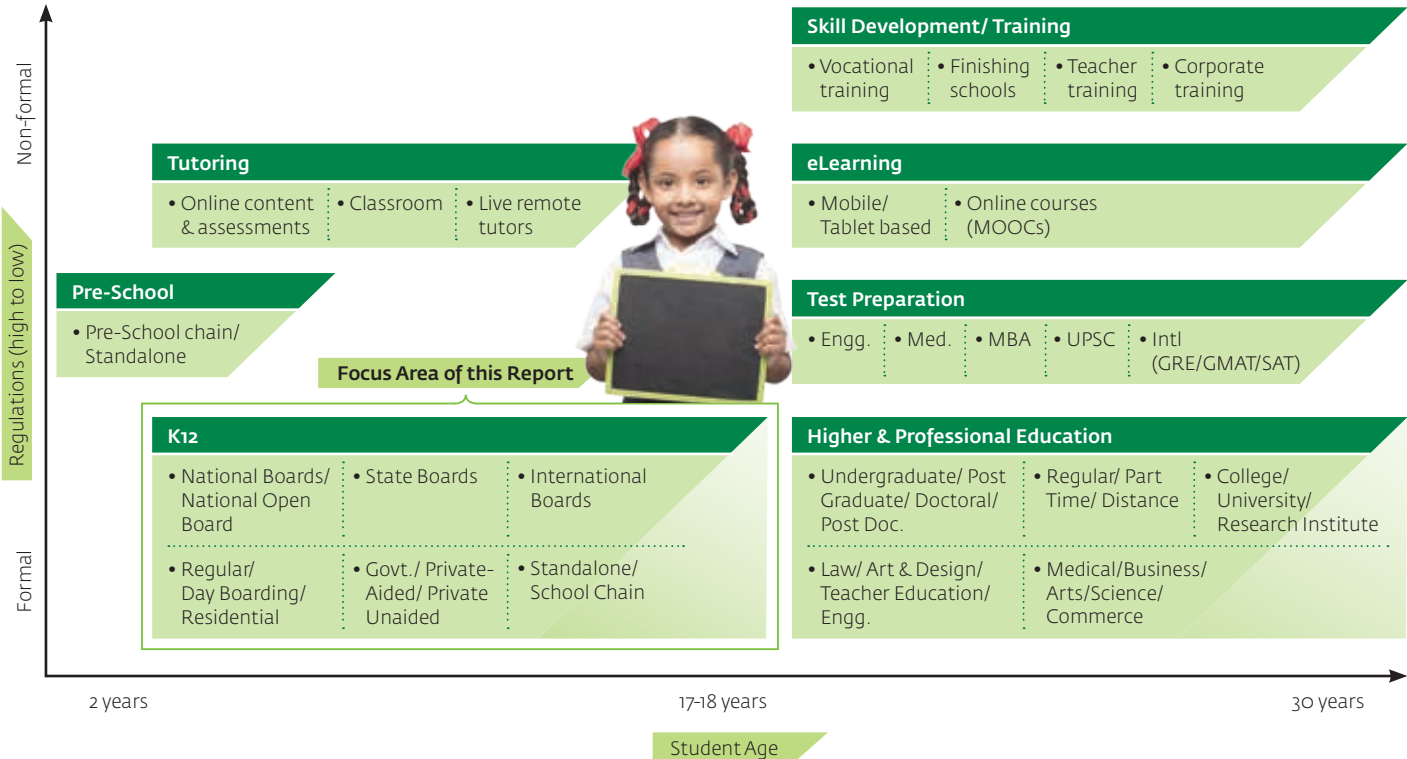 Non-formal
Regulations (high to low)
Formal
Skill Development/ Training
• Vocational
training
• Finishing
schools
• Teacher
training
• Corporate
training
Tutoring
• Online content
& assessments
• Classroom
• Live remote
tutors
eLearning
• Mobile/
Tablet based
• Online courses
(MOOCs)
Pre-School
• Pre-School chain/
Standalone
Test Preparation
• Engg.
• Med.
• MBA
• UPSC
• Intl
(GRE/GMAT/SAT)
Focus Area of this Report
K12
• National Boards/
National Open
Board
• State Boards
• International
Boards
• Regular/
Day Boarding/
Residential
• Govt./ Private-
Aided/ Private
Unaided
• Standalone/
School Chain
Higher & Professional Education
• Undergraduate/ Post
Graduate/ Doctoral/
Post Doc.
• Regular/ Part
Time/ Distance
• College/
University/
Research Institute
• Law/ Art & Design/
Teacher Education/
Engg.
• Medical/Business/
Arts/Science/
Commerce
2 years
17-18 years
30 years
Student Age